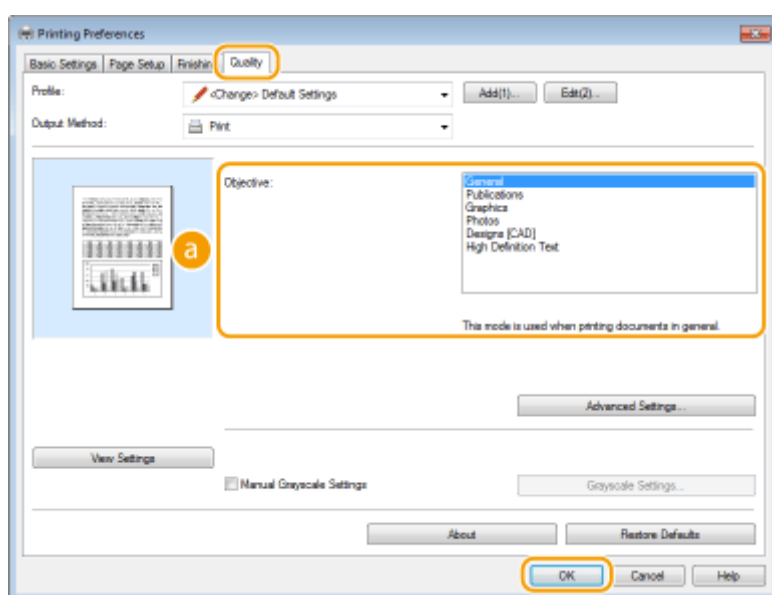 Printing Preferences
Basic Settings Page Setup Finishin Quality
Profile: <Change> Default Settings Add(1)... Edit(2)...
Output Method: Print
Objective: General
Publications
Graphics
Photos
Designs [CAD]
High Definition Text
a
This mode is used when printing documents in general.
Advanced Settings...
View Settings
Manual Grayscale Settings Grayscale Settings...
About Restore Defaults
OK Cancel Help